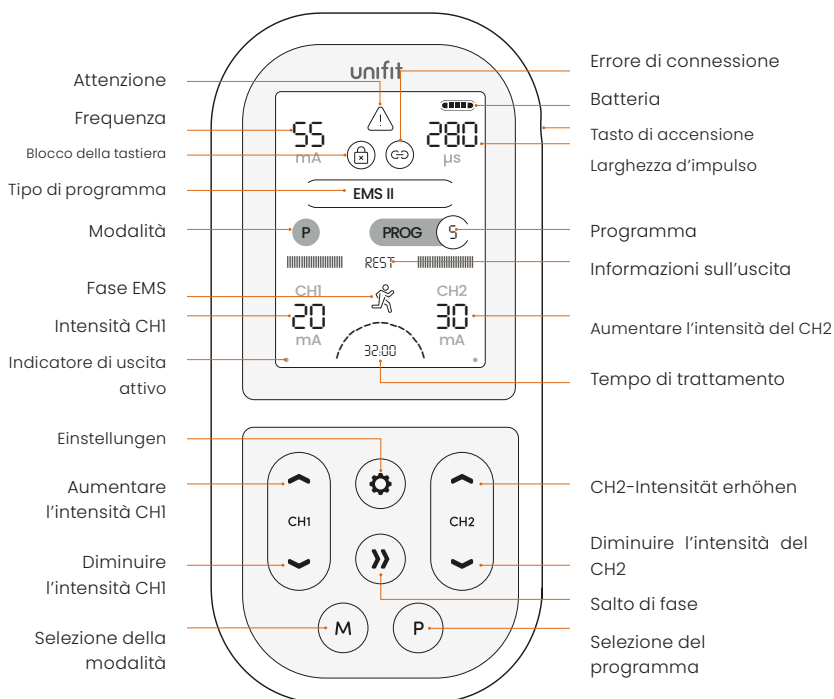 Attenzione
Frequenza
Blocco della tastiera
Tipo di programma
Modalità
Fase EMS
Intensità CH1
Indicatore di uscita
attivo
Einstellungen
Aumentare
l’intensità CH1
Diminuire
l’intensità CH1
Selezione della
modalità
unifit
55
mA
280
µs
EMS II
P
PROG
5
REST
CH1
20
mA
CH2
30
mA
32:00
CH1
CH2
M
P
Errore di connessione
Batteria
Tasto di accensione
Larghezza d’impulso
Programma
Informazioni sull’uscita
Aumentare l’intensità del CH2
Tempo di trattamento
CH2-Intensität erhöhen
Diminuire l’intensità del
CH2
Salto di fase
Selezione del
programma